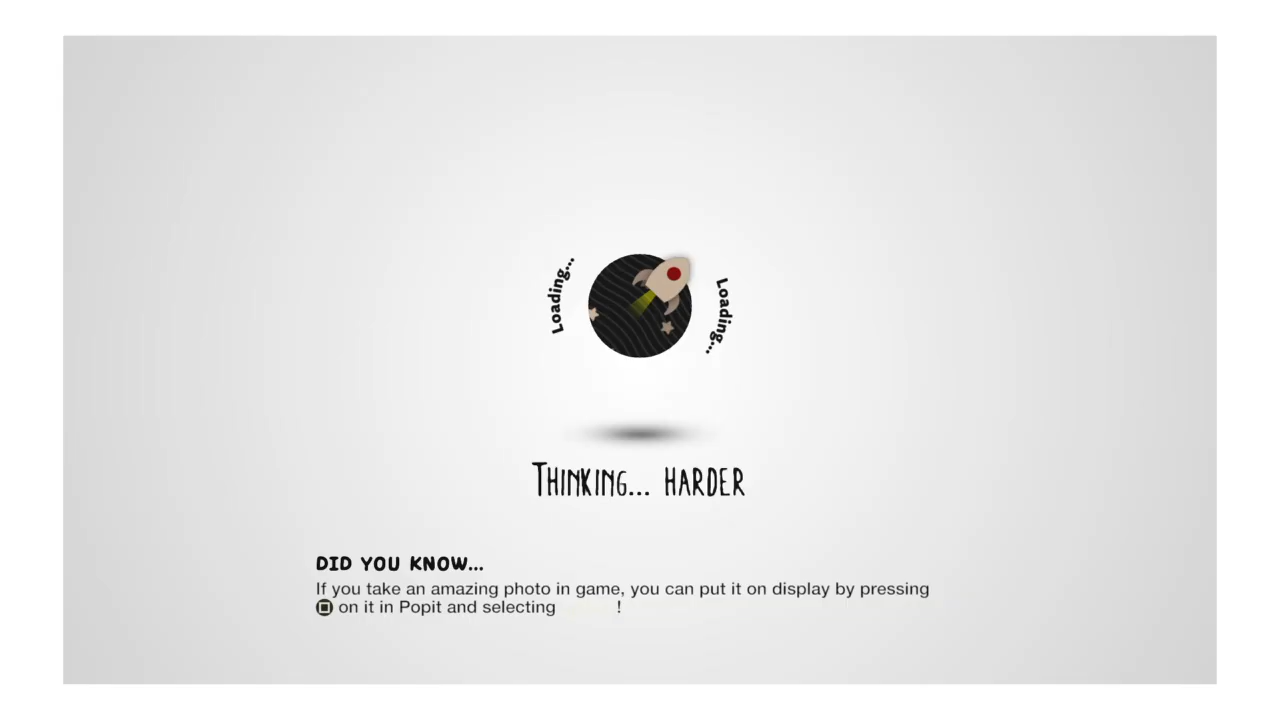 Loading...
Loading...
THINKING... HARDER
DID YOU KNOW...
If you take an amazing photo in game, you can put it on display by pressing
on it in Popit and selecting !